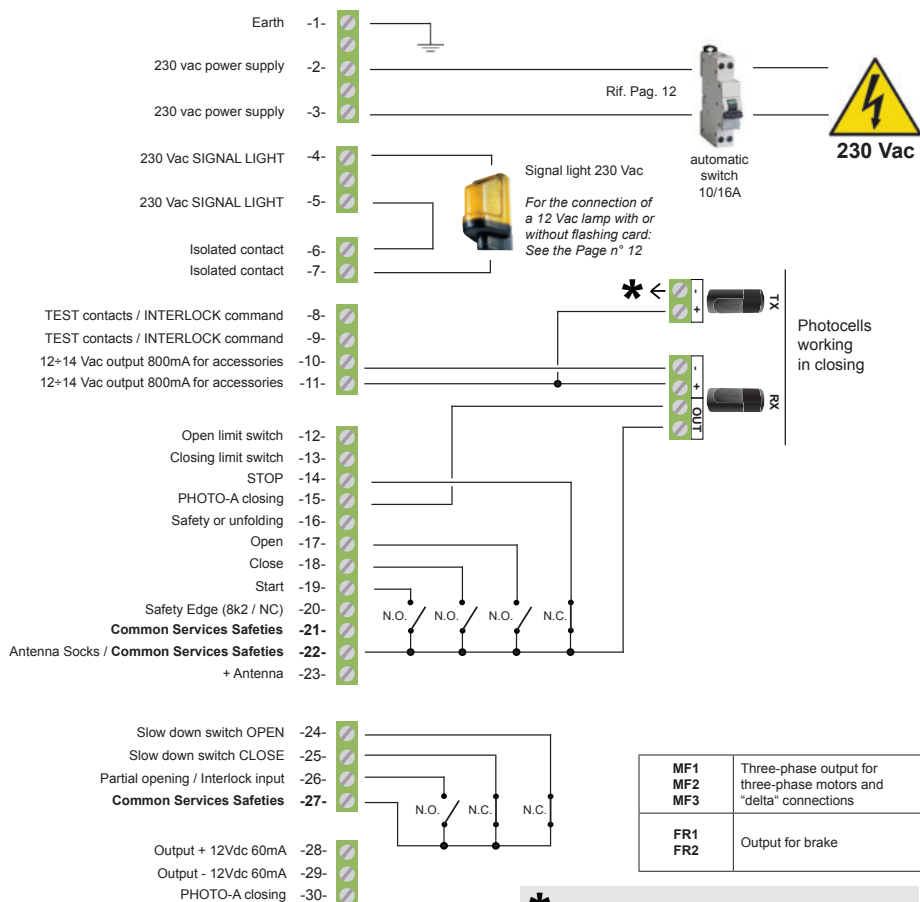 Earth -1-
230 vac power supply -2-
230 vac power supply -3-
Rif. Pag. 12
automatic
switch
10/16A
230 Vac
230 Vac SIGNAL LIGHT -4-
230 Vac SIGNAL LIGHT -5-
Isolated contact -6-
Isolated contact -7-
Signal light 230 Vac
For the connection of
a 12 Vac lamp with or
without flashing card:
See the Page n° 12
TEST contacts / INTERLOCK command -8-
TEST contacts / INTERLOCK command -9-
12÷14 Vac output 800mA for accessories -10-
12÷14 Vac output 800mA for accessories -11-
*
- +
TX
- + OUT
RX
Photocells
working
in closing
Open limit switch -12-
Closing limit switch -13-
STOP -14-
PHOTO-A closing -15-
Safety or unfolding -16-
Open -17-
Close -18-
Start -19-
Safety Edge (8k2 / NC) -20-
Common Services Safeties -21-
Antenna Socks / Common Services Safeties -22-
+ Antenna -23-
N.O. N.O. N.O. N.C.
Slow down switch OPEN -24-
Slow down switch CLOSE -25-
Partial opening / Interlock input -26-
Common Services Safeties -27-
N.O. N.C. N.C.
Output + 12Vdc 60mA -28-
Output - 12Vdc 60mA -29-
PHOTO-A closing -30-
MF1
MF2
MF3
Three-phase output for
three-phase motors and
"delta" connections
FR1
FR2
Output for brake
*